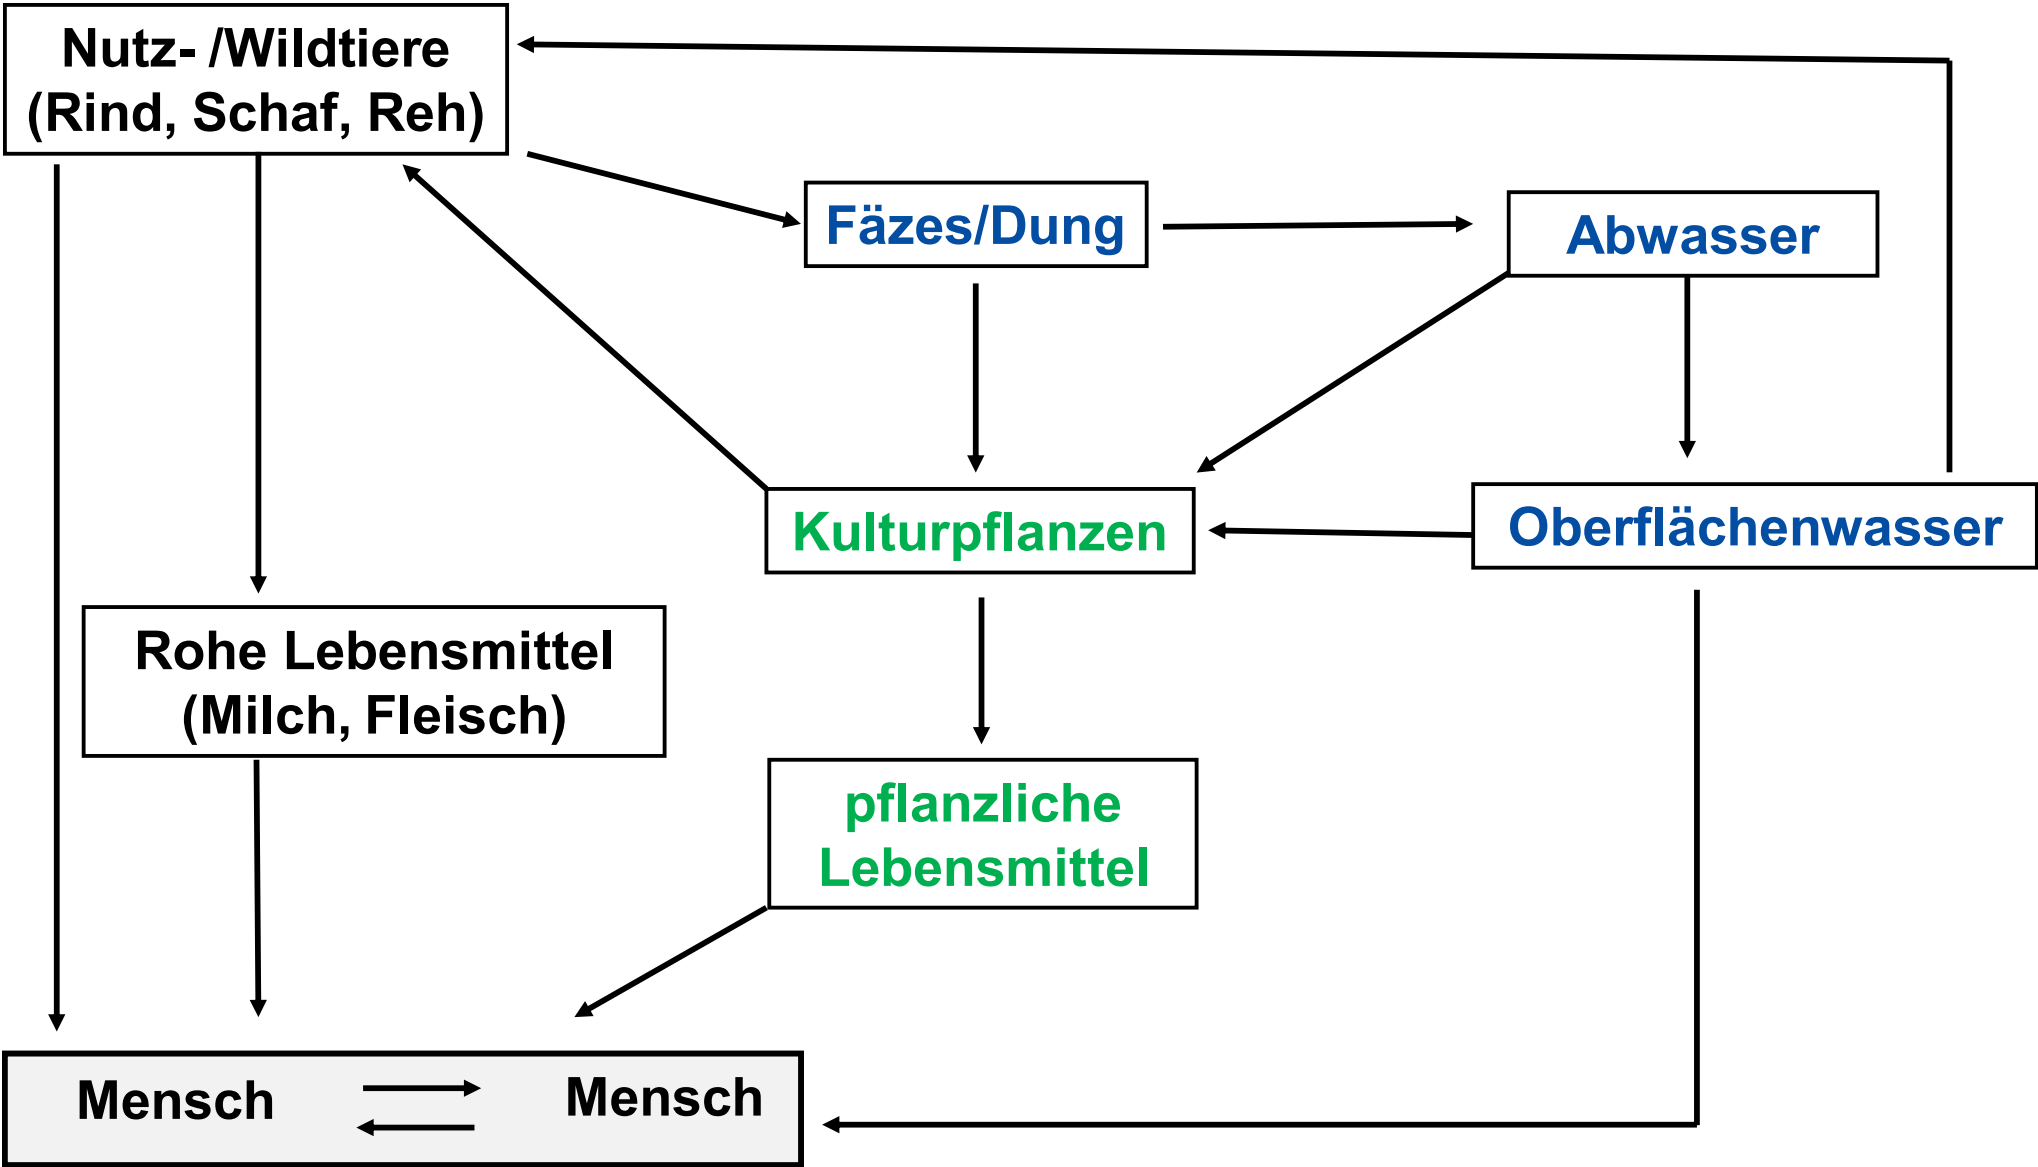 Nutz- /Wildtiere
(Rind, Schaf, Reh)
Fäzes/Dung
Abwasser
Kulturpflanzen
Oberflächenwasser
Rohe Lebensmittel
(Milch, Fleisch)
pflanzliche
Lebensmittel
Mensch
Mensch